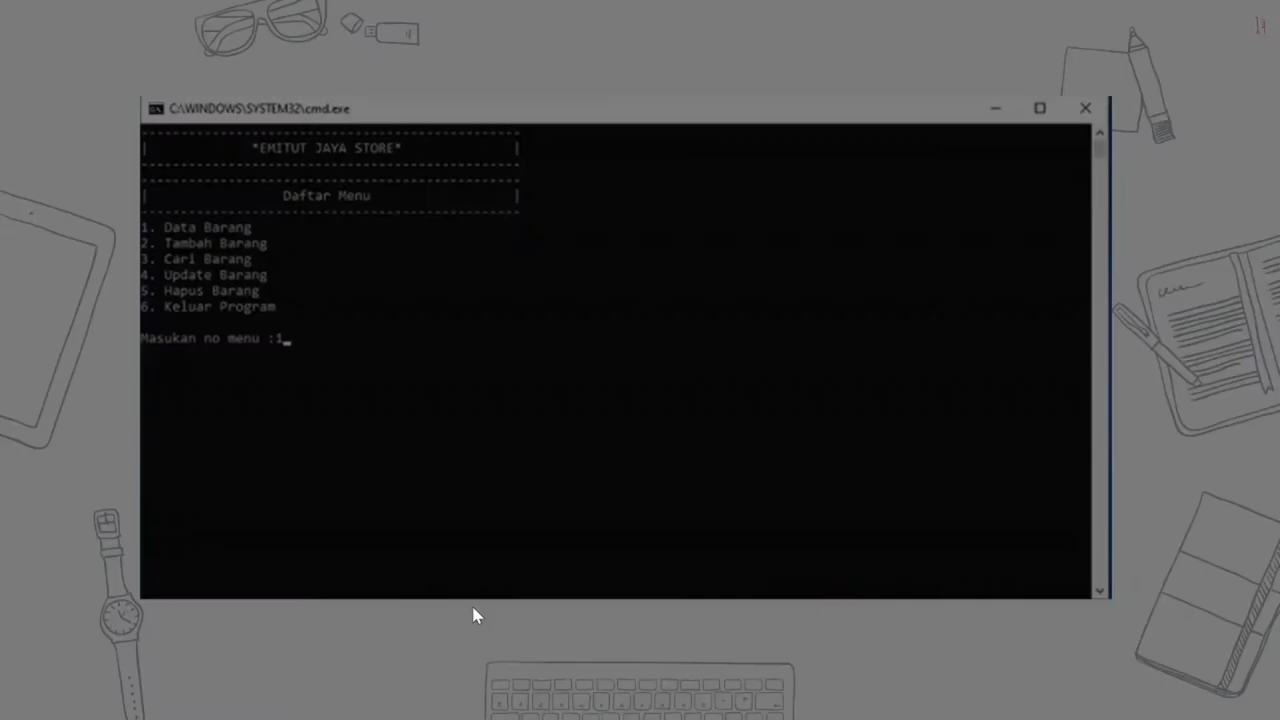 14
C:\WINDOWS\SYSTEM32\cmd.exe
*EMITUT JAYA STORE*
Daftar Menu
1. Data Barang
2. Tambah Barang
3. Cari Barang
4. Update Barang
5. Hapus Barang
6. Keluar Program
Masukan no menu :1